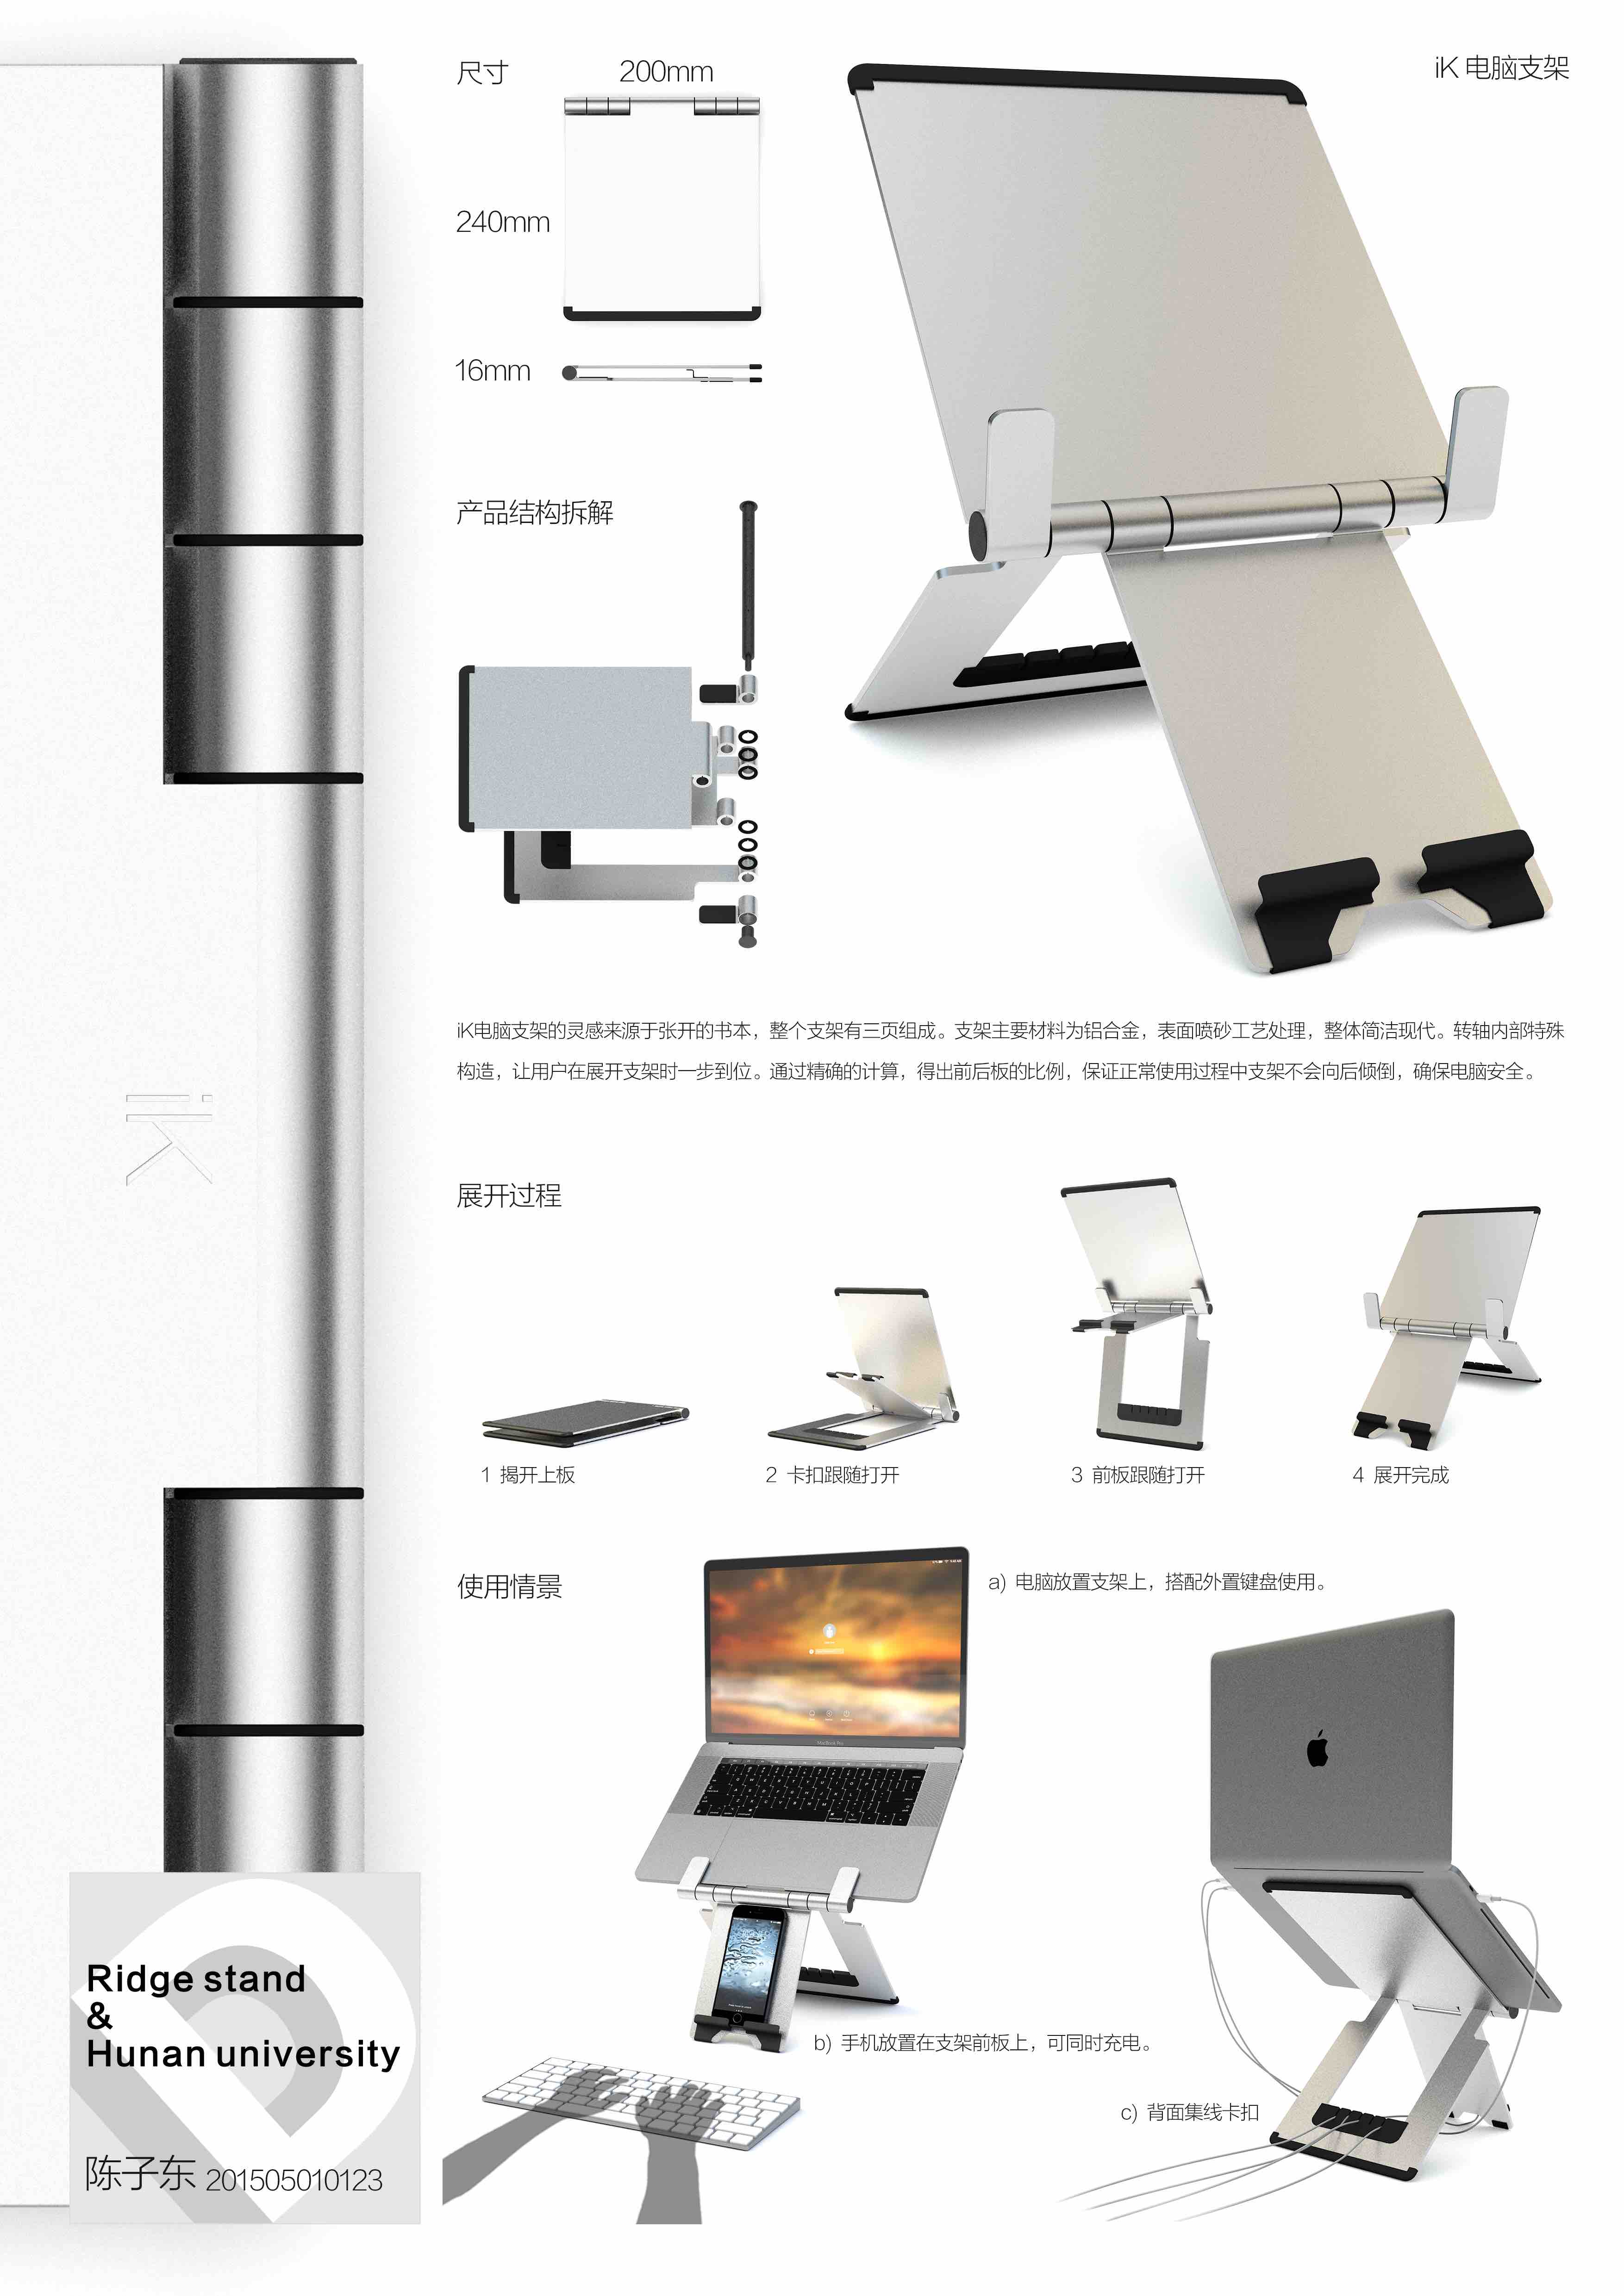 iK 电脑支架
尺寸
200mm
240mm
16mm
产品结构拆解
iK电脑支架的灵感来源于张开的书本，整个支架有三页组成。支架主要材料为铝合金，表面喷砂工艺处理，整体简洁现代。转轴内部特殊
构造，让用户在展开支架时一步到位。通过精确的计算，得出前后板的比例，保证正常使用过程中支架不会向后倾倒，确保电脑安全。
iK
展开过程
1 揭开上板
2 卡扣跟随打开
3 前板跟随打开
4 展开完成
使用情景
a) 电脑放置支架上，搭配外置键盘使用。
MacBook Pro
b) 手机放置在支架前板上，可同时充电。
c) 背面集线卡扣
Ridge stand
&
Hunan university
陈子东 201505010123